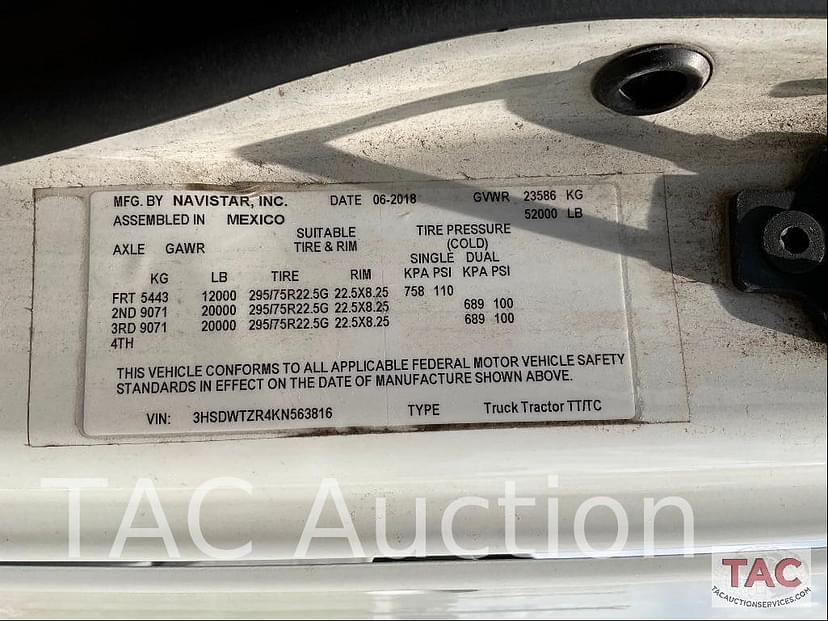 MFG. BY NAVISTAR, INC. DATE 06-2018 GVWR 23586 KG
52000 LB
ASSEMBLED IN MEXICO
SUITABLE TIRE PRESSURE
AXLE GAWR TIRE & RIM (COLD)
SINGLE DUAL
KG LB TIRE RIM KPA PSI KPA PSI
FRT 5443 12000 295/75R22.5G 22.5X8.25 758 110
2ND 9071 20000 295/75R22.5G 22.5X8.25 689 100
3RD 9071 20000 295/75R22.5G 22.5X8.25 689 100
4TH
THIS VEHICLE CONFORMS TO ALL APPLICABLE FEDERAL MOTOR VEHICLE SAFETY
STANDARDS IN EFFECT ON THE DATE OF MANUFACTURE SHOWN ABOVE.
VIN: 3HSDWTZR4KN563816 TYPE Truck Tractor TT/TC
TAC Auction
TAC
TACAUCTIONSERVICES.COM